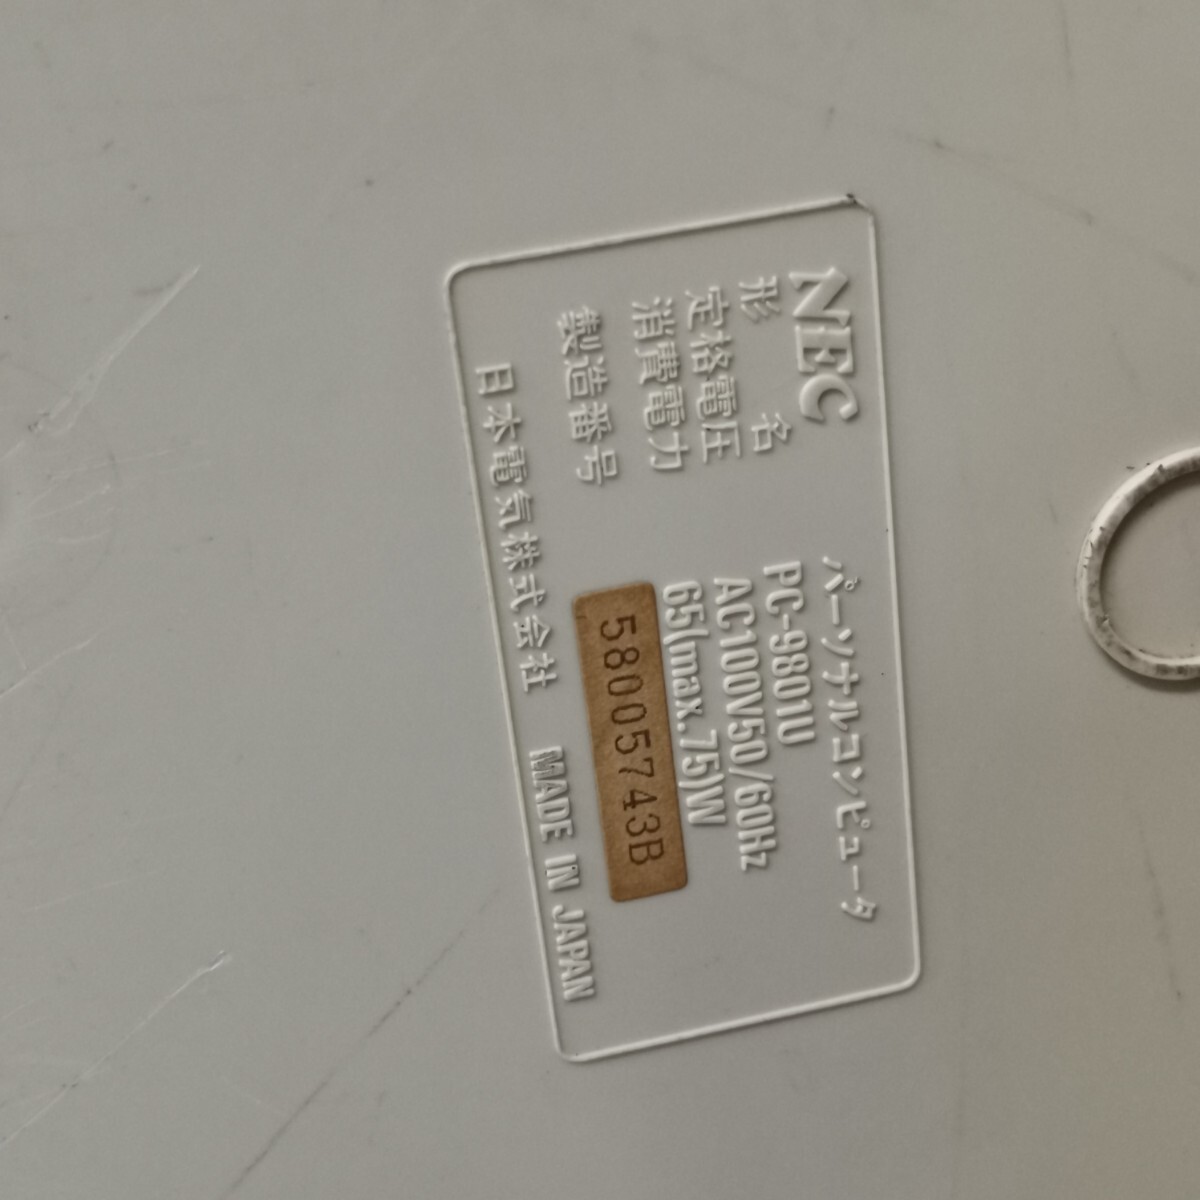 NEC パーソナルコンピュータ
形名 PC-9801U
定格電圧 AC100V50/60Hz
消費電力 65(max.75)W
製造番号 58005743B
日本電気株式会社 MADE IN JAPAN